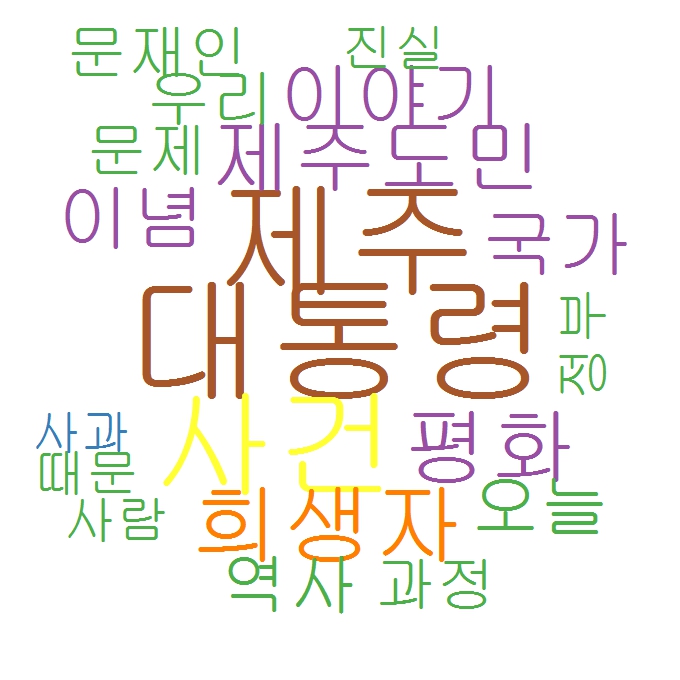 문재인 진실
우리 이야기
문제 제주도민
이념 제주 국가
대통령 정부
사과 사건 평화
때문
사람 희생자 오늘
역사 과정